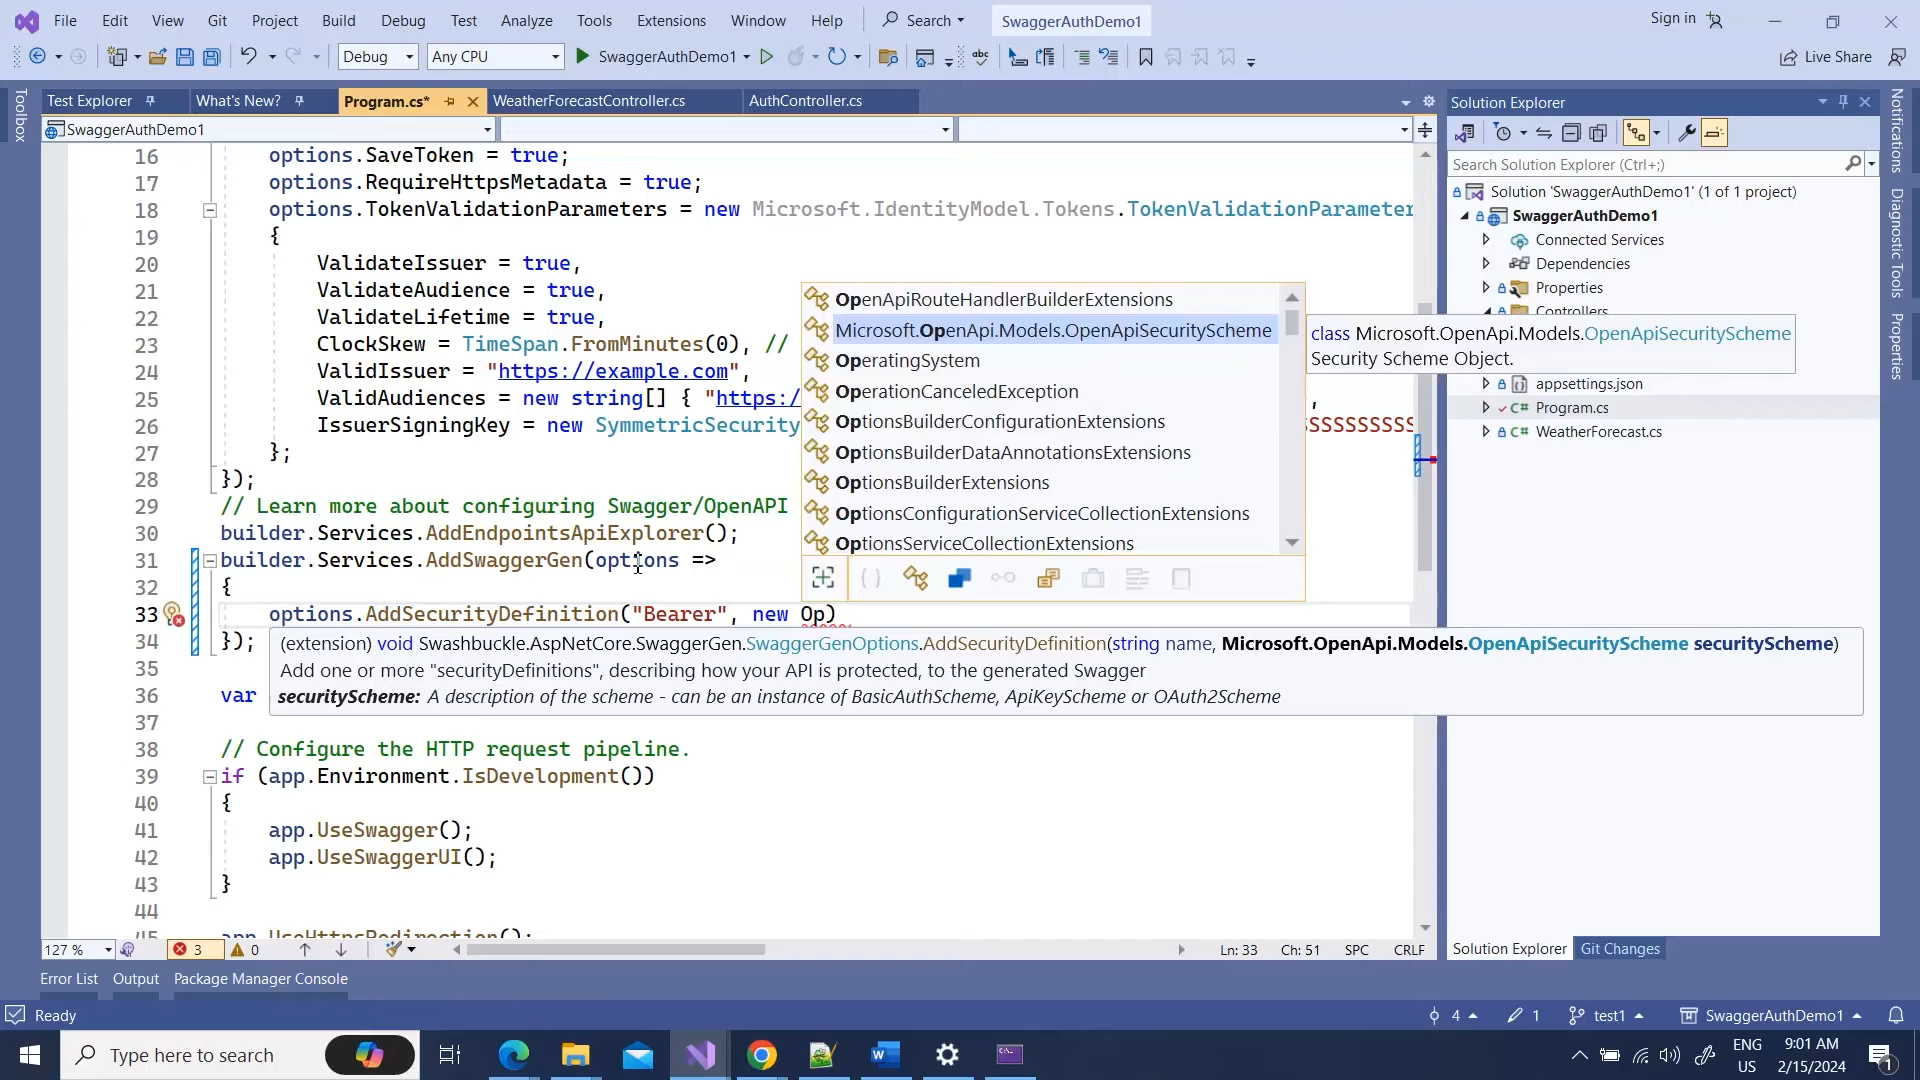 File Edit View Git Project Build Debug Test Analyze Tools Extensions Window Help Search SwaggerAuthDemo1 Sign in
Debug Any CPU SwaggerAuthDemo1 abc Live Share
Toolbox
Test Explorer What's New? Program.cs* WeatherForecastController.cs AuthController.cs
SwaggerAuthDemo1
16 options.SaveToken = true;
17 options.RequireHttpsMetadata = true;
18 options.TokenValidationParameters = new Microsoft.IdentityModel.Tokens.TokenValidationParameter
19 {
20 ValidateIssuer = true,
21 ValidateAudience = true,
22 ValidateLifetime = true,
23 ClockSkew = TimeSpan.FromMinutes(0), //
24 ValidIssuer = "https://example.com",
25 ValidAudiences = new string[] { "https:/ ,
26 IssuerSigningKey = new SymmetricSecurity SSSSSSSSSS
27 };
28 });
29 // Learn more about configuring Swagger/OpenAPI
30 builder.Services.AddEndpointsApiExplorer();
31 builder.Services.AddSwaggerGen(options =>
32 {
33 options.AddSecurityDefinition("Bearer", new Op)
34 });
35
36 var
37
38 // Configure the HTTP request pipeline.
39 if (app.Environment.IsDevelopment())
40 {
41 app.UseSwagger();
42 app.UseSwaggerUI();
43 }
44
45 app.UseHttpsRedirection();
OpenApiRouteHandlerBuilderExtensions
Microsoft.OpenApi.Models.OpenApiSecurityScheme
OperatingSystem
OperationCanceledException
OptionsBuilderConfigurationExtensions
OptionsBuilderDataAnnotationsExtensions
OptionsBuilderExtensions
OptionsConfigurationServiceCollectionExtensions
OptionsServiceCollectionExtensions
class Microsoft.OpenApi.Models.OpenApiSecurityScheme
Security Scheme Object.
(extension) void Swashbuckle.AspNetCore.SwaggerGen.SwaggerGenOptions.AddSecurityDefinition(string name, Microsoft.OpenApi.Models.OpenApiSecurityScheme securityScheme)
Add one or more "securityDefinitions", describing how your API is protected, to the generated Swagger
securityScheme: A description of the scheme - can be an instance of BasicAuthScheme, ApiKeyScheme or OAuth2Scheme
Solution Explorer
Search Solution Explorer (Ctrl+;)
Solution 'SwaggerAuthDemo1' (1 of 1 project)
SwaggerAuthDemo1
Connected Services
Dependencies
Properties
Controllers
appsettings.json
Program.cs
WeatherForecast.cs
Notifications
Diagnostic Tools
Properties
127 % 3 0 Ln: 33 Ch: 51 SPC CRLF
Solution Explorer Git Changes
Error List Output Package Manager Console
Ready 4 1 test1 SwaggerAuthDemo1
Type here to search
ENG
US
9:01 AM
2/15/2024
1